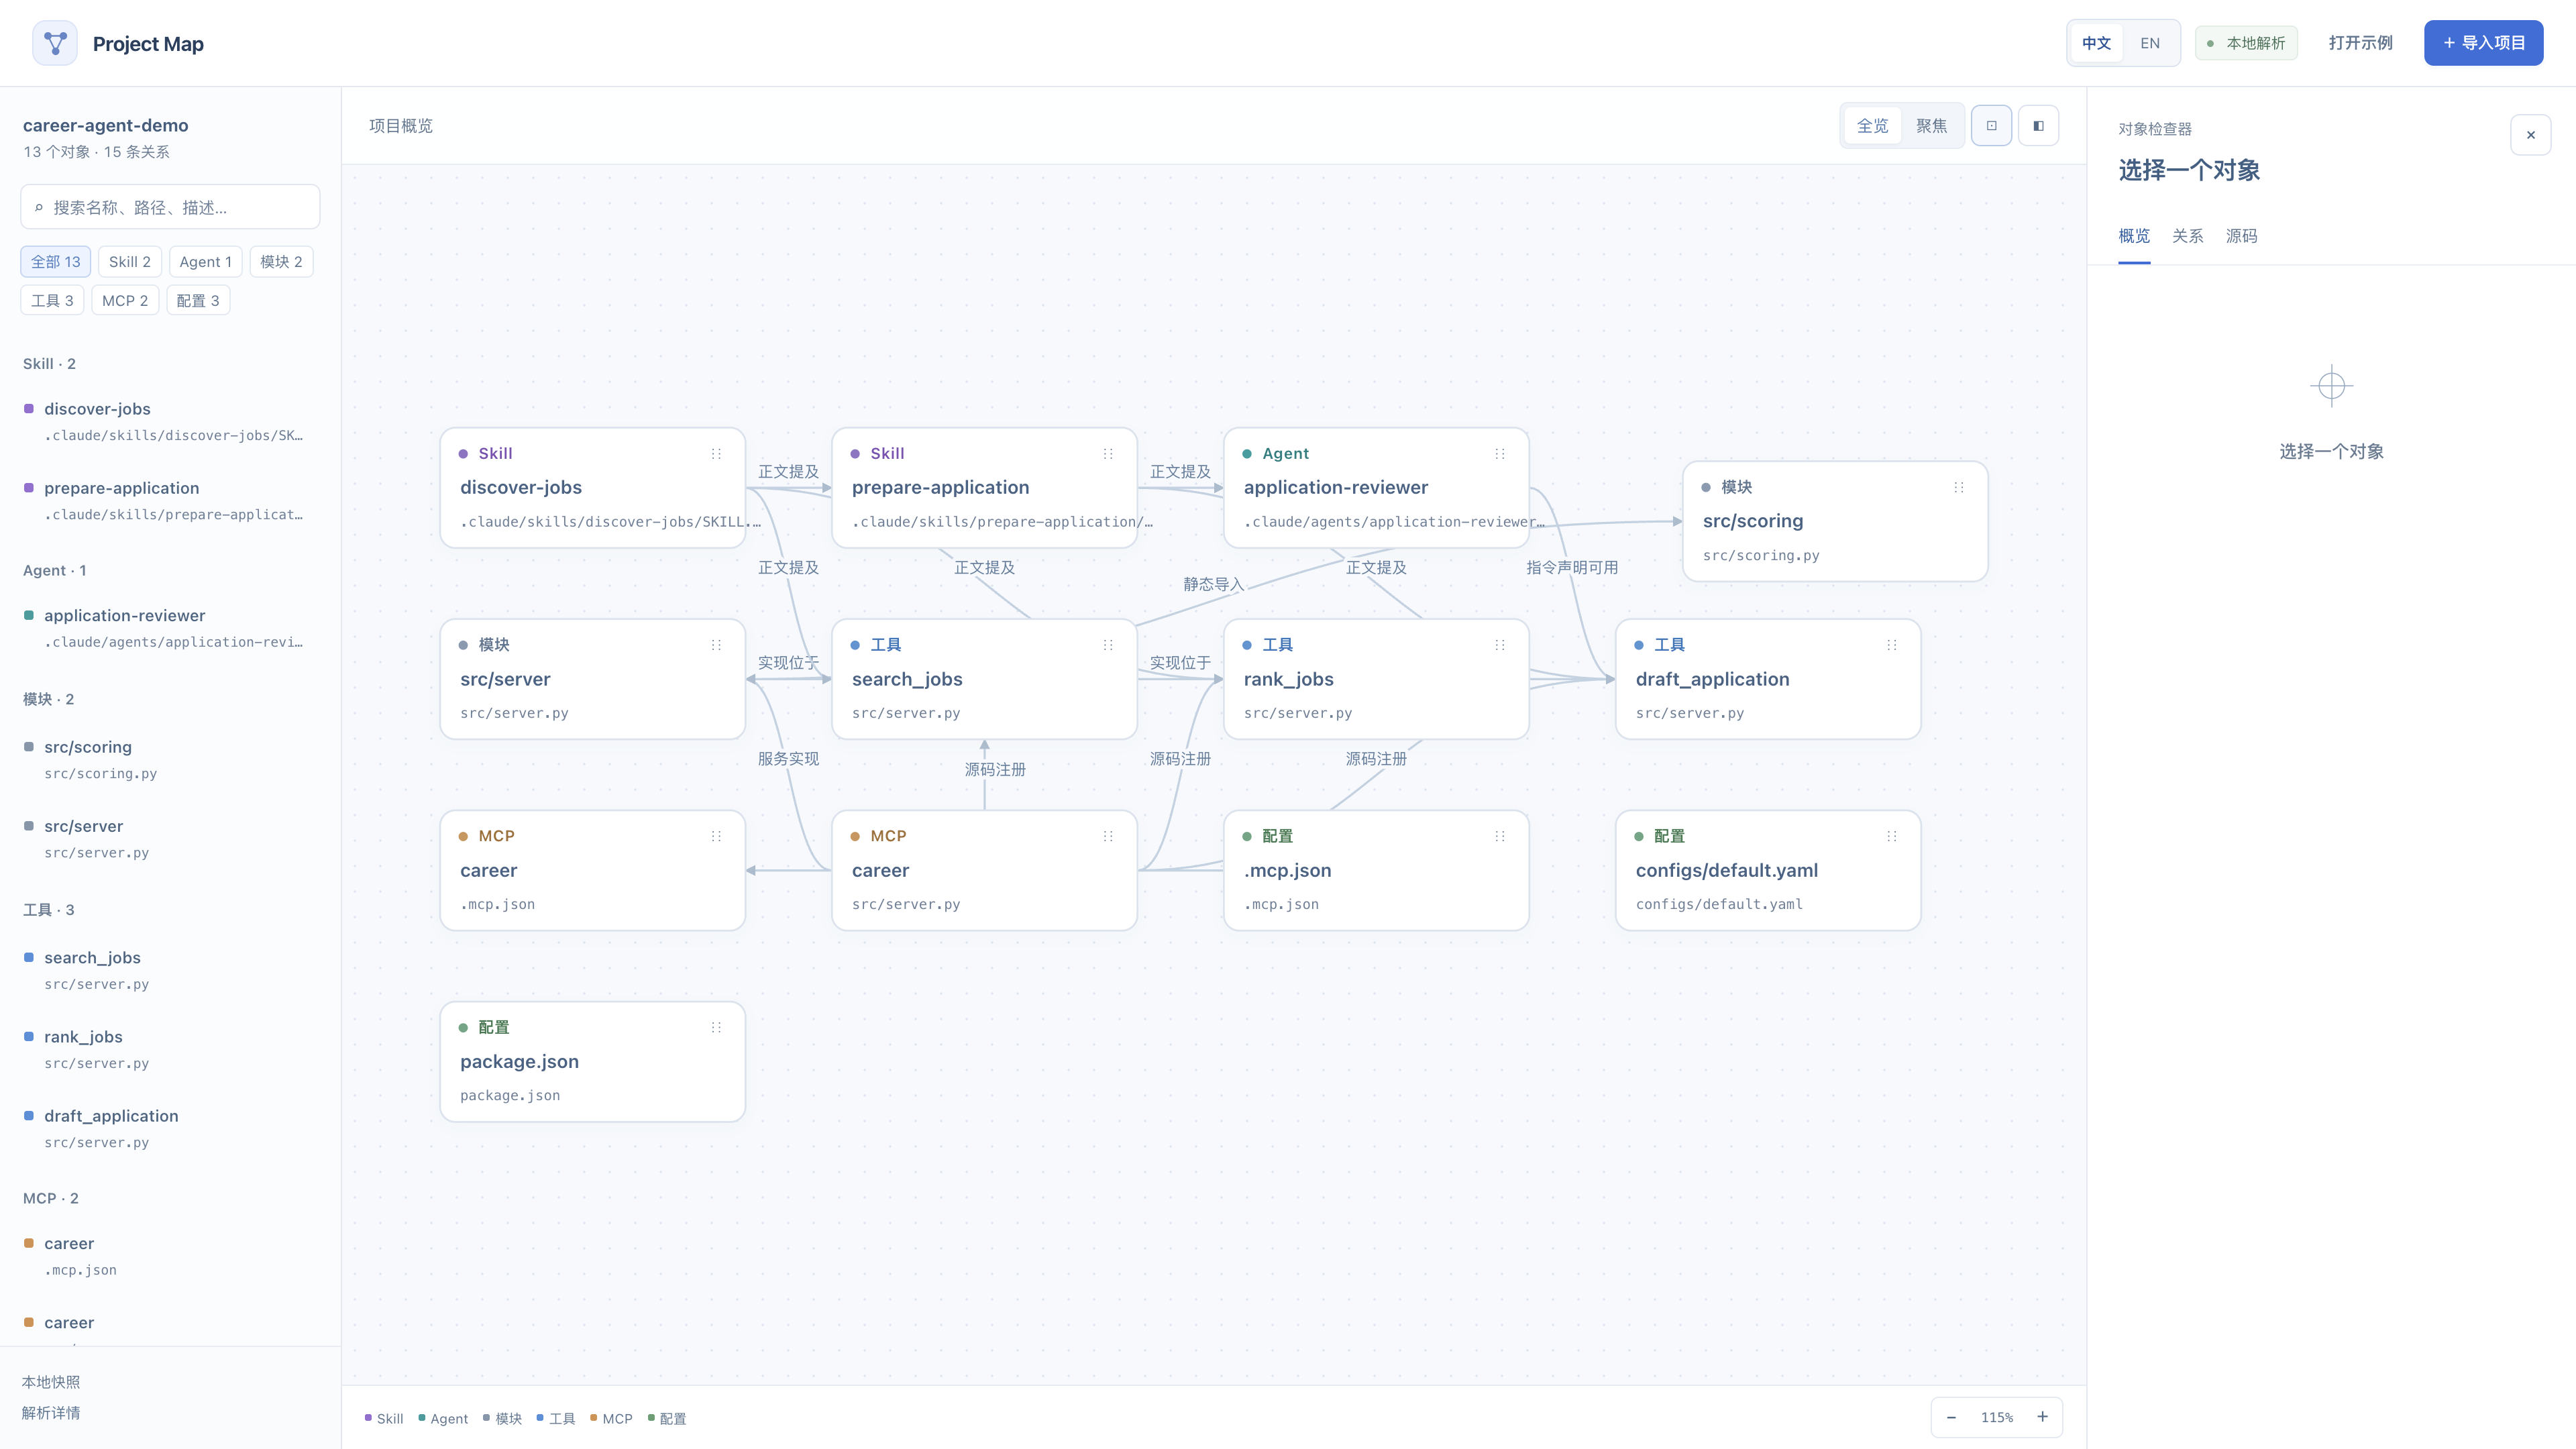 Project Map
中文 EN
本地解析
打开示例
+ 导入项目
career-agent-demo
13 个对象 · 15 条关系
搜索名称、路径、描述...
全部 13 Skill 2 Agent 1 模块 2
工具 3 MCP 2 配置 3
Skill · 2
discover-jobs
.claude/skills/discover-jobs/SK…
prepare-application
.claude/skills/prepare-applicat…
Agent · 1
application-reviewer
.claude/agents/application-revi…
模块 · 2
src/scoring
src/scoring.py
src/server
src/server.py
工具 · 3
search_jobs
src/server.py
rank_jobs
src/server.py
draft_application
src/server.py
MCP · 2
career
.mcp.json
career
本地快照
解析详情
项目概览
全览 聚焦
Skill
discover-jobs
.claude/skills/discover-jobs/SKILL.…
正文提及
Skill
prepare-application
.claude/skills/prepare-application/…
正文提及
Agent
application-reviewer
.claude/agents/application-reviewer…
模块
src/scoring
src/scoring.py
正文提及
正文提及
静态导入
正文提及
指令声明可用
模块
src/server
src/server.py
实现位于
工具
search_jobs
src/server.py
实现位于
工具
rank_jobs
src/server.py
工具
draft_application
src/server.py
服务实现
源码注册
源码注册
源码注册
MCP
career
.mcp.json
MCP
career
src/server.py
配置
.mcp.json
.mcp.json
配置
configs/default.yaml
configs/default.yaml
配置
package.json
package.json
Skill Agent 模块 工具 MCP 配置
− 115% +
对象检查器
×
选择一个对象
概览 关系 源码
选择一个对象